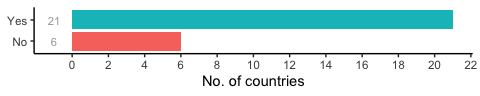 Yes 21
No 6
0 2 4 6 8 10 12 14 16 18 20 22
No. of countries